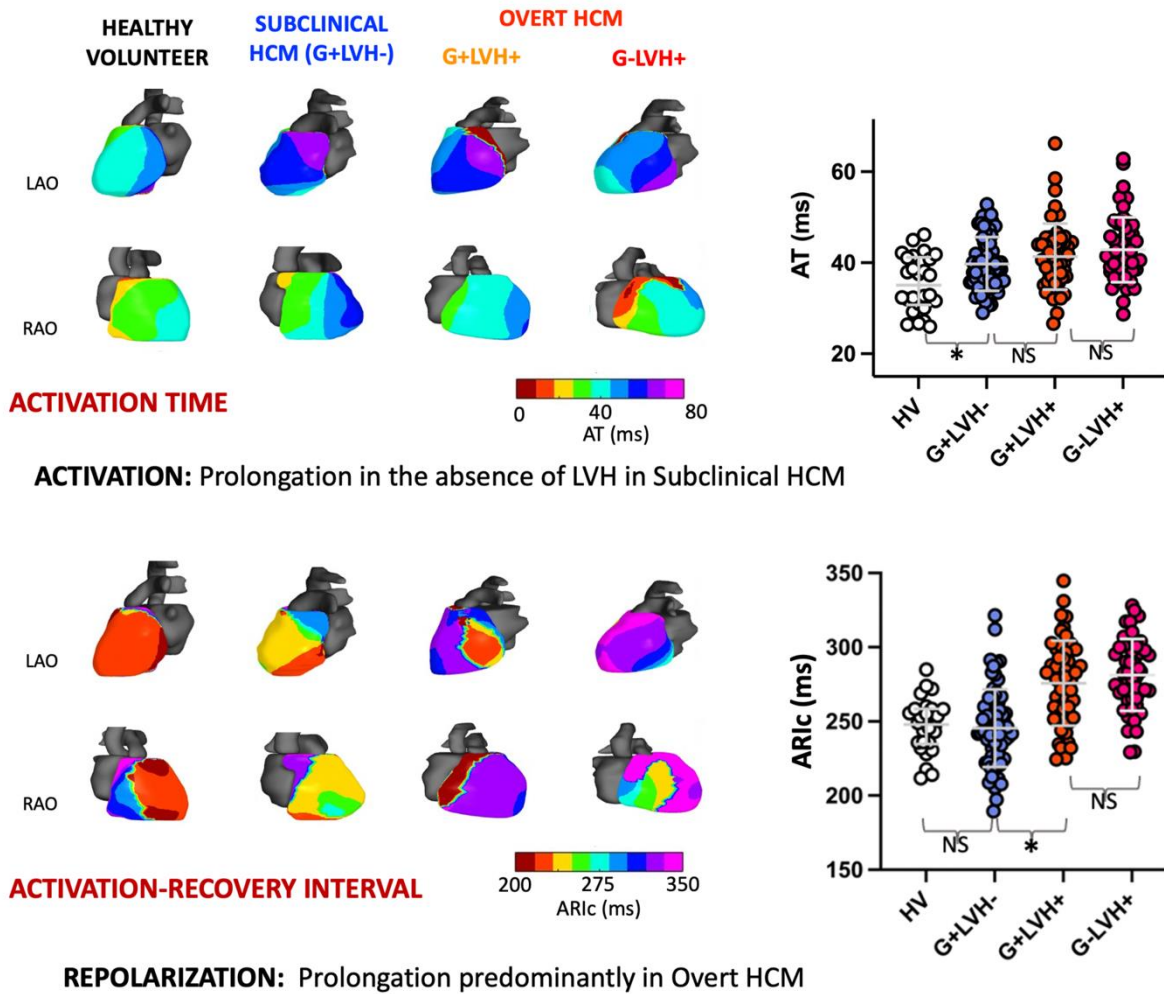 HEALTHY
VOLUNTEER
SUBCLINICAL
HCM (G+LVH-)
OVERT HCM
G+LVH+
G-LVH+
LAO
RAO
ACTIVATION TIME
0 40 80
AT (ms)
AT (ms)
60
40
20
* NS NS
HV
G+LVH-
G+LVH+
G-LVH+
ACTIVATION: Prolongation in the absence of LVH in Subclinical HCM
LAO
RAO
ACTIVATION-RECOVERY INTERVAL
200 275 350
ARIc (ms)
ARIc (ms)
350
300
250
200
150
NS * NS
HV
G+LVH-
G+LVH+
G-LVH+
REPOLARIZATION: Prolongation predominantly in Overt HCM